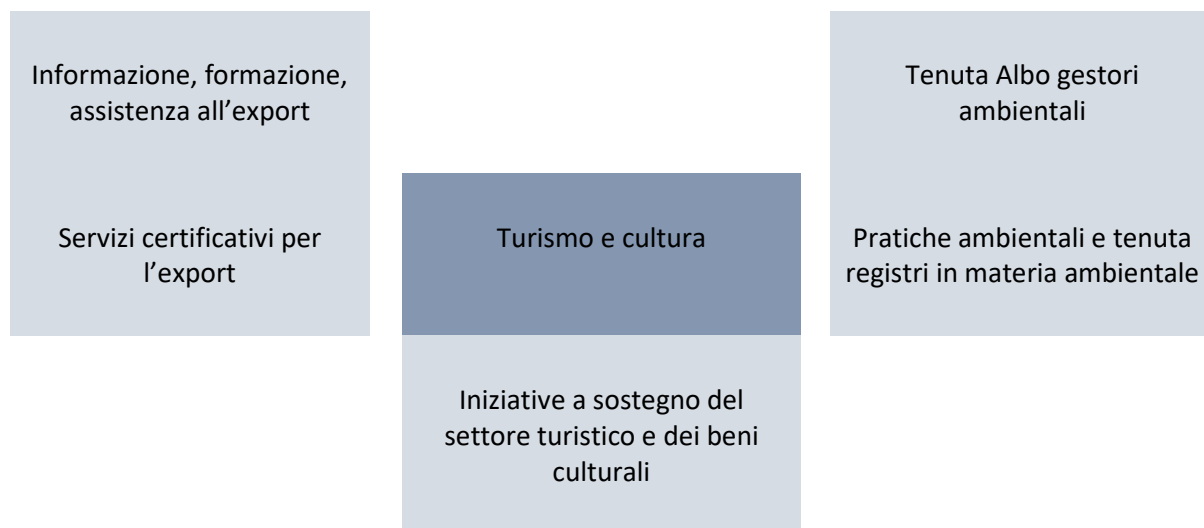 Informazione, formazione,
assistenza all’export
Servizi certificativi per
l’export
Turismo e cultura
Iniziative a sostegno del
settore turistico e dei beni
culturali
Tenuta Albo gestori
ambientali
Pratiche ambientali e tenuta
registri in materia ambientale